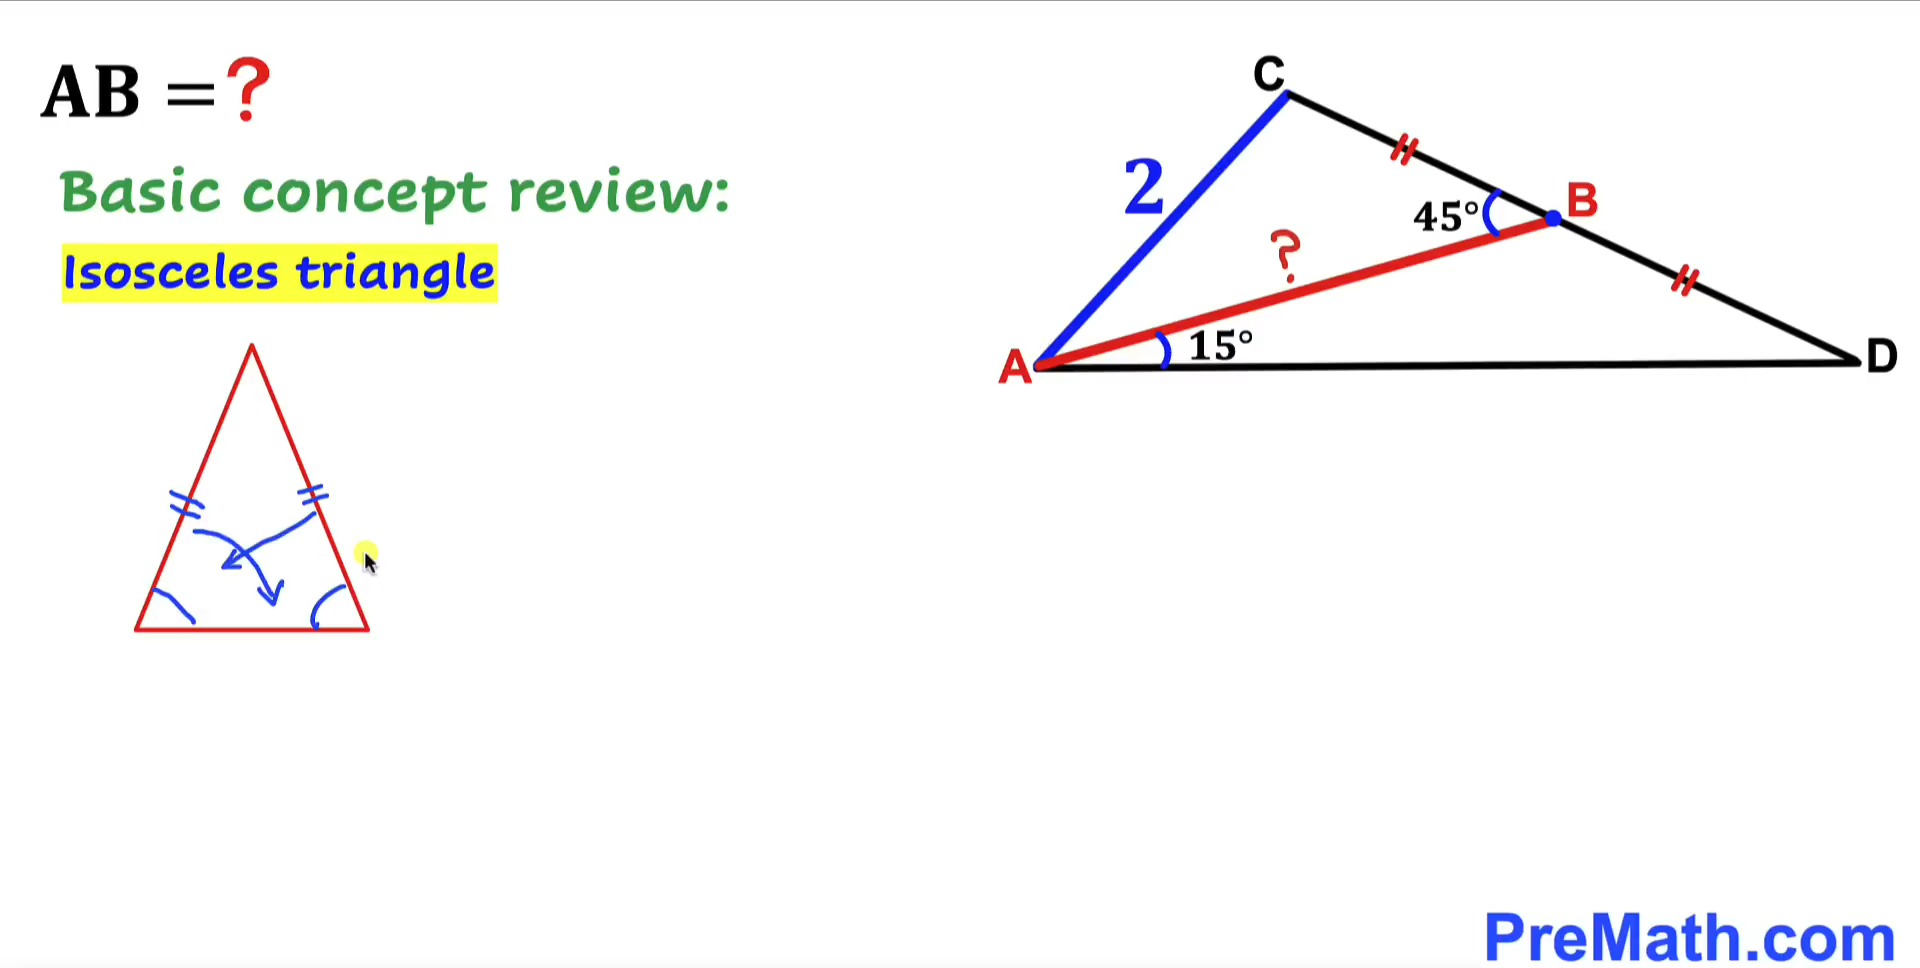 AB =?
Basic concept review:
Isosceles triangle
C
2
45°
B
?
A
15°
D
PreMath.com